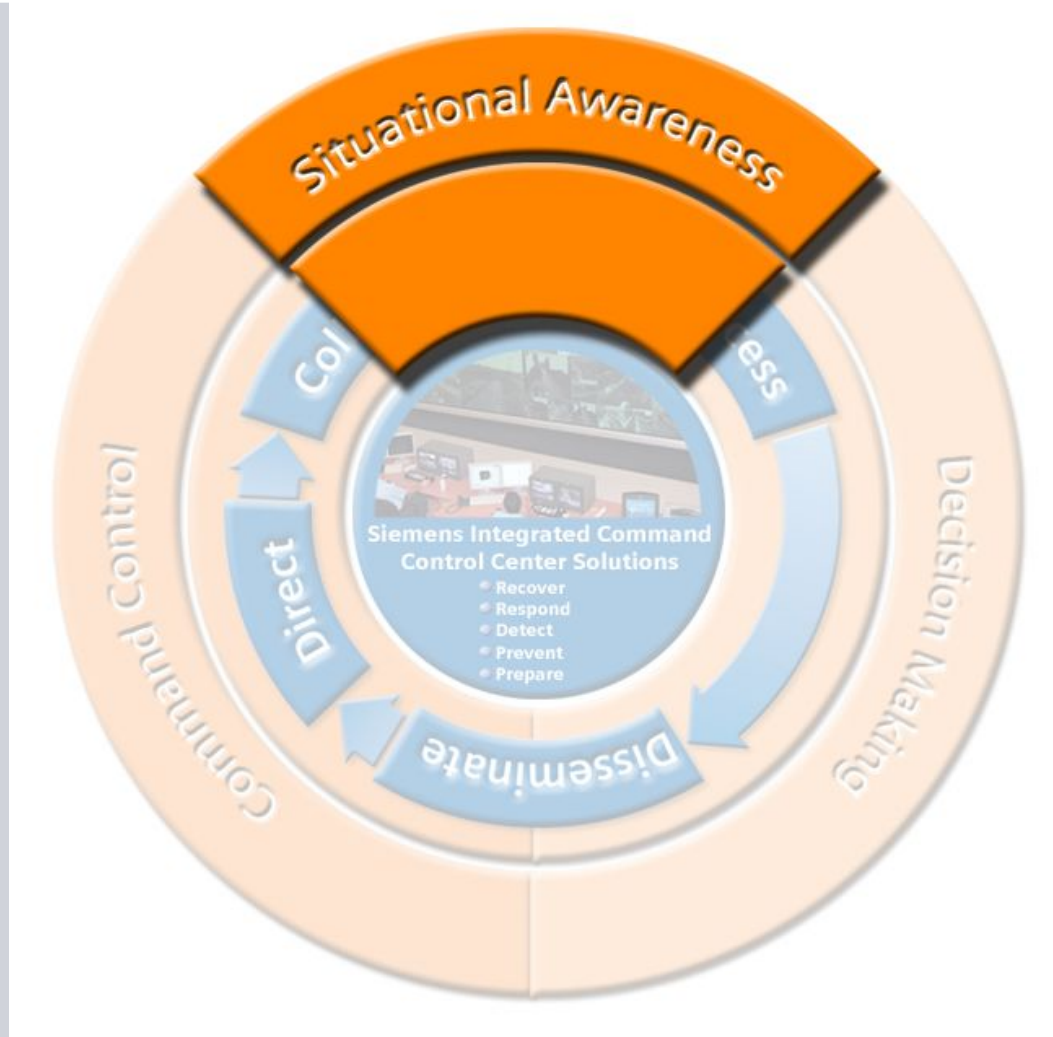 Situational Awareness
Col
cess
Command Control
Direct
Decision Making
Disseminate
Siemens Integrated Command
Control Center Solutions
Recover
Respond
Detect
Prevent
Prepare